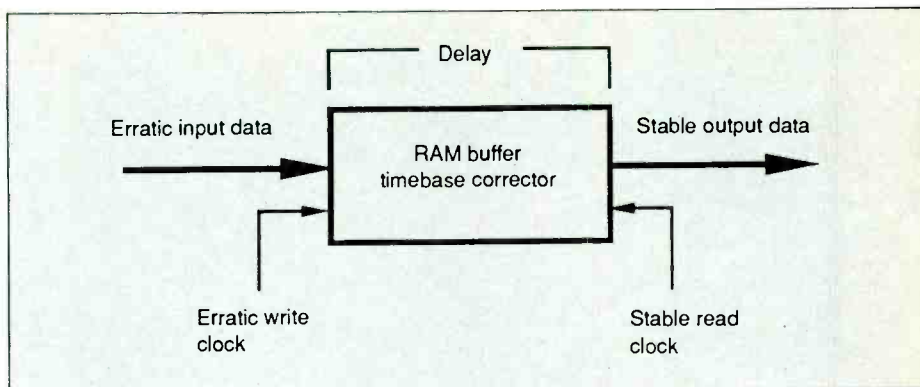 Delay
Erratic input data
Stable output data
RAM buffer
timebase corrector
Erratic write
clock
Stable read
clock